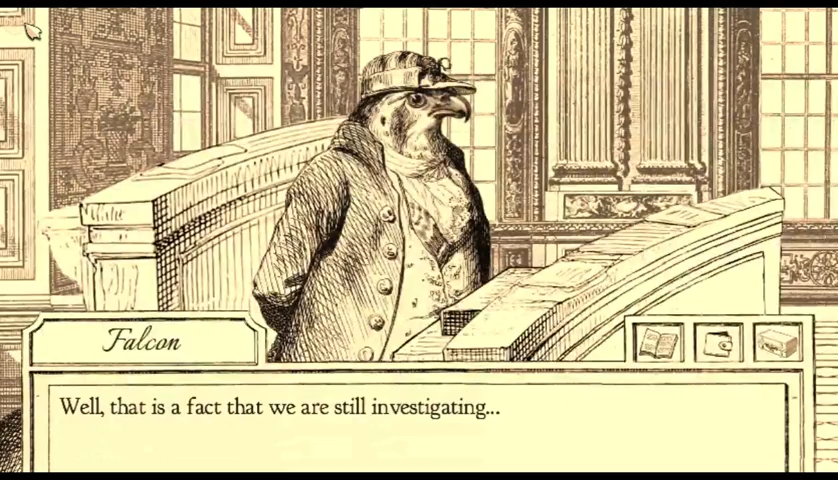 Falcon
Well, that is a fact that we are still investigating...